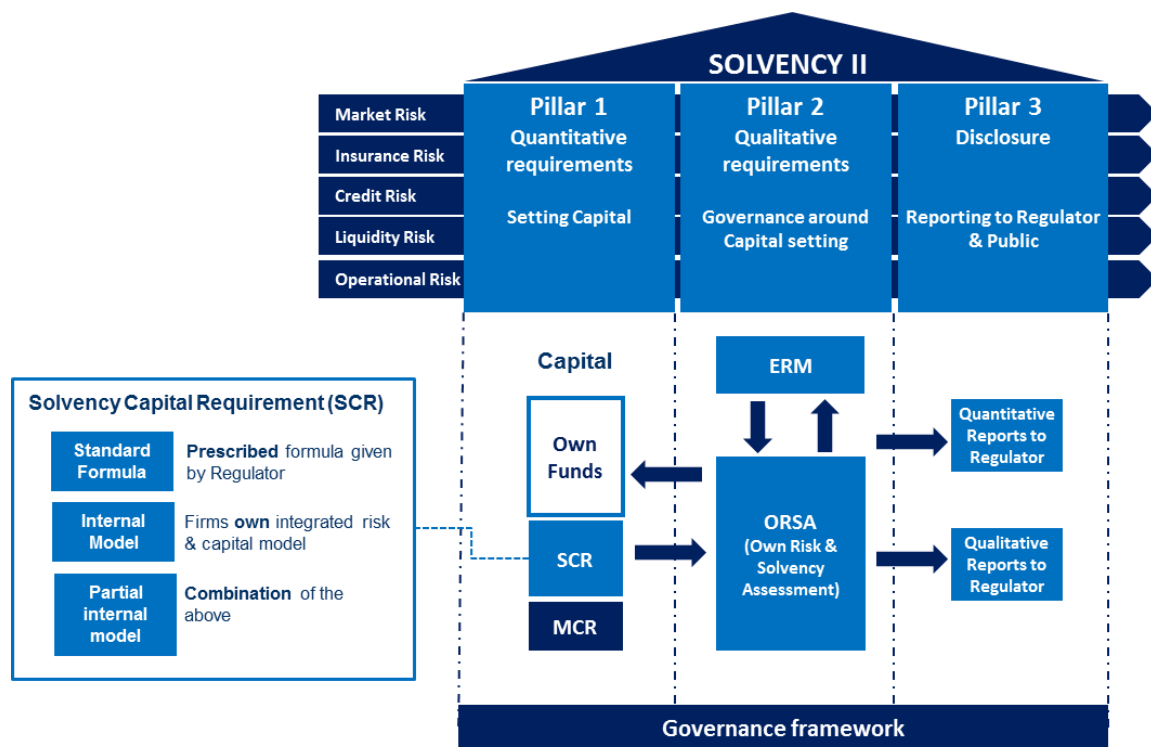 SOLVENCY II
Market Risk
Insurance Risk
Credit Risk
Liquidity Risk
Operational Risk
Pillar 1
Quantitative
requirements
Setting Capital
Pillar 2
Qualitative
requirements
Governance around
Capital setting
Pillar 3
Disclosure
Reporting to Regulator
& Public
Solvency Capital Requirement (SCR)
Standard
Formula
Prescribed formula given
by Regulator
Internal
Model
Firms own integrated risk
& capital model
Partial
internal
model
Combination of the
above
Capital
Own
Funds
SCR
MCR
ERM
ORSA
(Own Risk &
Solvency
Assessment)
Quantitative
Reports to
Regulator
Qualitative
Reports to
Regulator
Governance framework